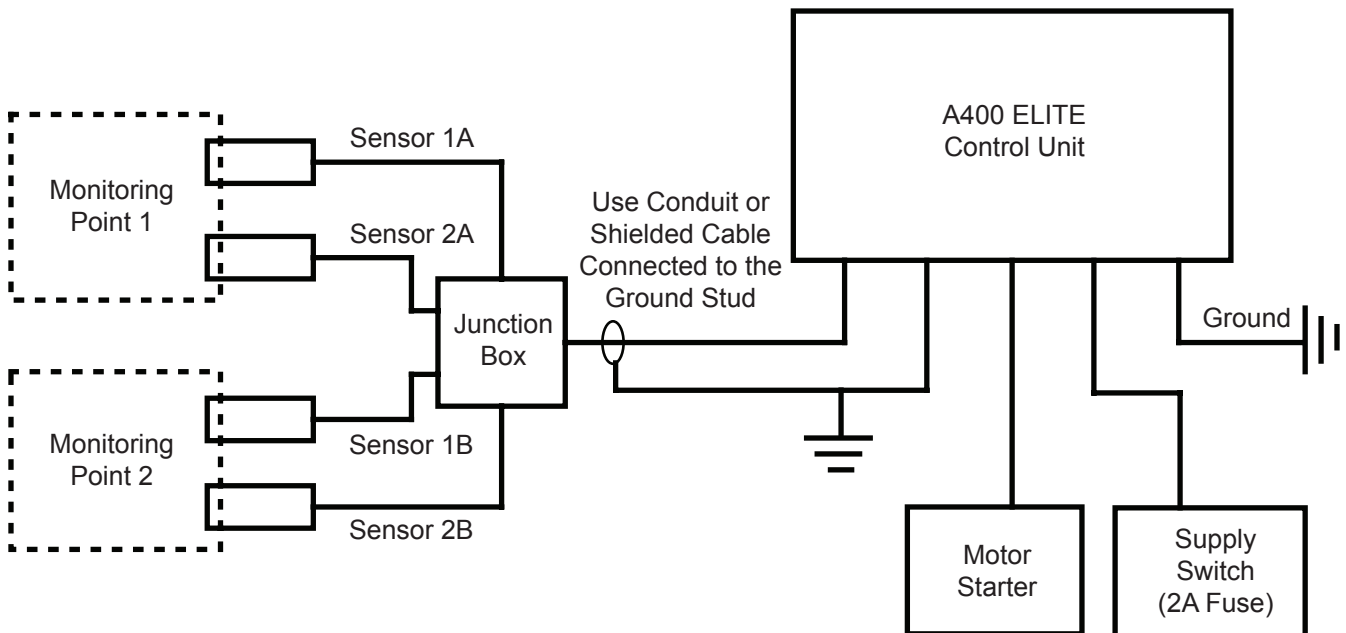 A400 ELITE
Control Unit
Sensor 1A
Monitoring
Point 1
Sensor 2A
Use Conduit or
Shielded Cable
Connected to the
Ground Stud
Junction
Box
Ground
Monitoring
Point 2
Sensor 1B
Sensor 2B
Motor
Starter
Supply
Switch
(2A Fuse)